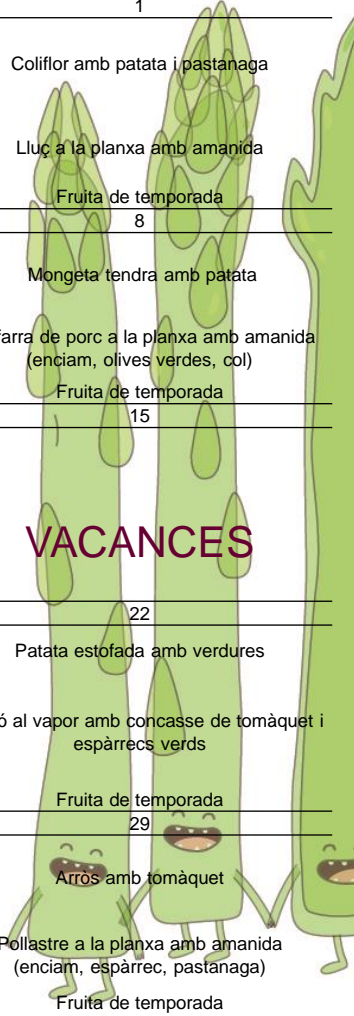 1
Coliflor amb patata i pastanaga
Lluç a la planxa amb amanida
Fruita de temporada
8
Mongeta tendra amb patata
farra de porc a la planxa amb amanida
(enciam, olives verdes, col)
Fruita de temporada
15
VACANCES
22
Patata estofada amb verdures
ó al vapor amb concasse de tomàquet i
espàrrecs verds
Fruita de temporada
29
Arròs amb tomàquet
Pollastre a la planxa amb amanida
(enciam, espàrrec, pastanaga)
Fruita de temporada